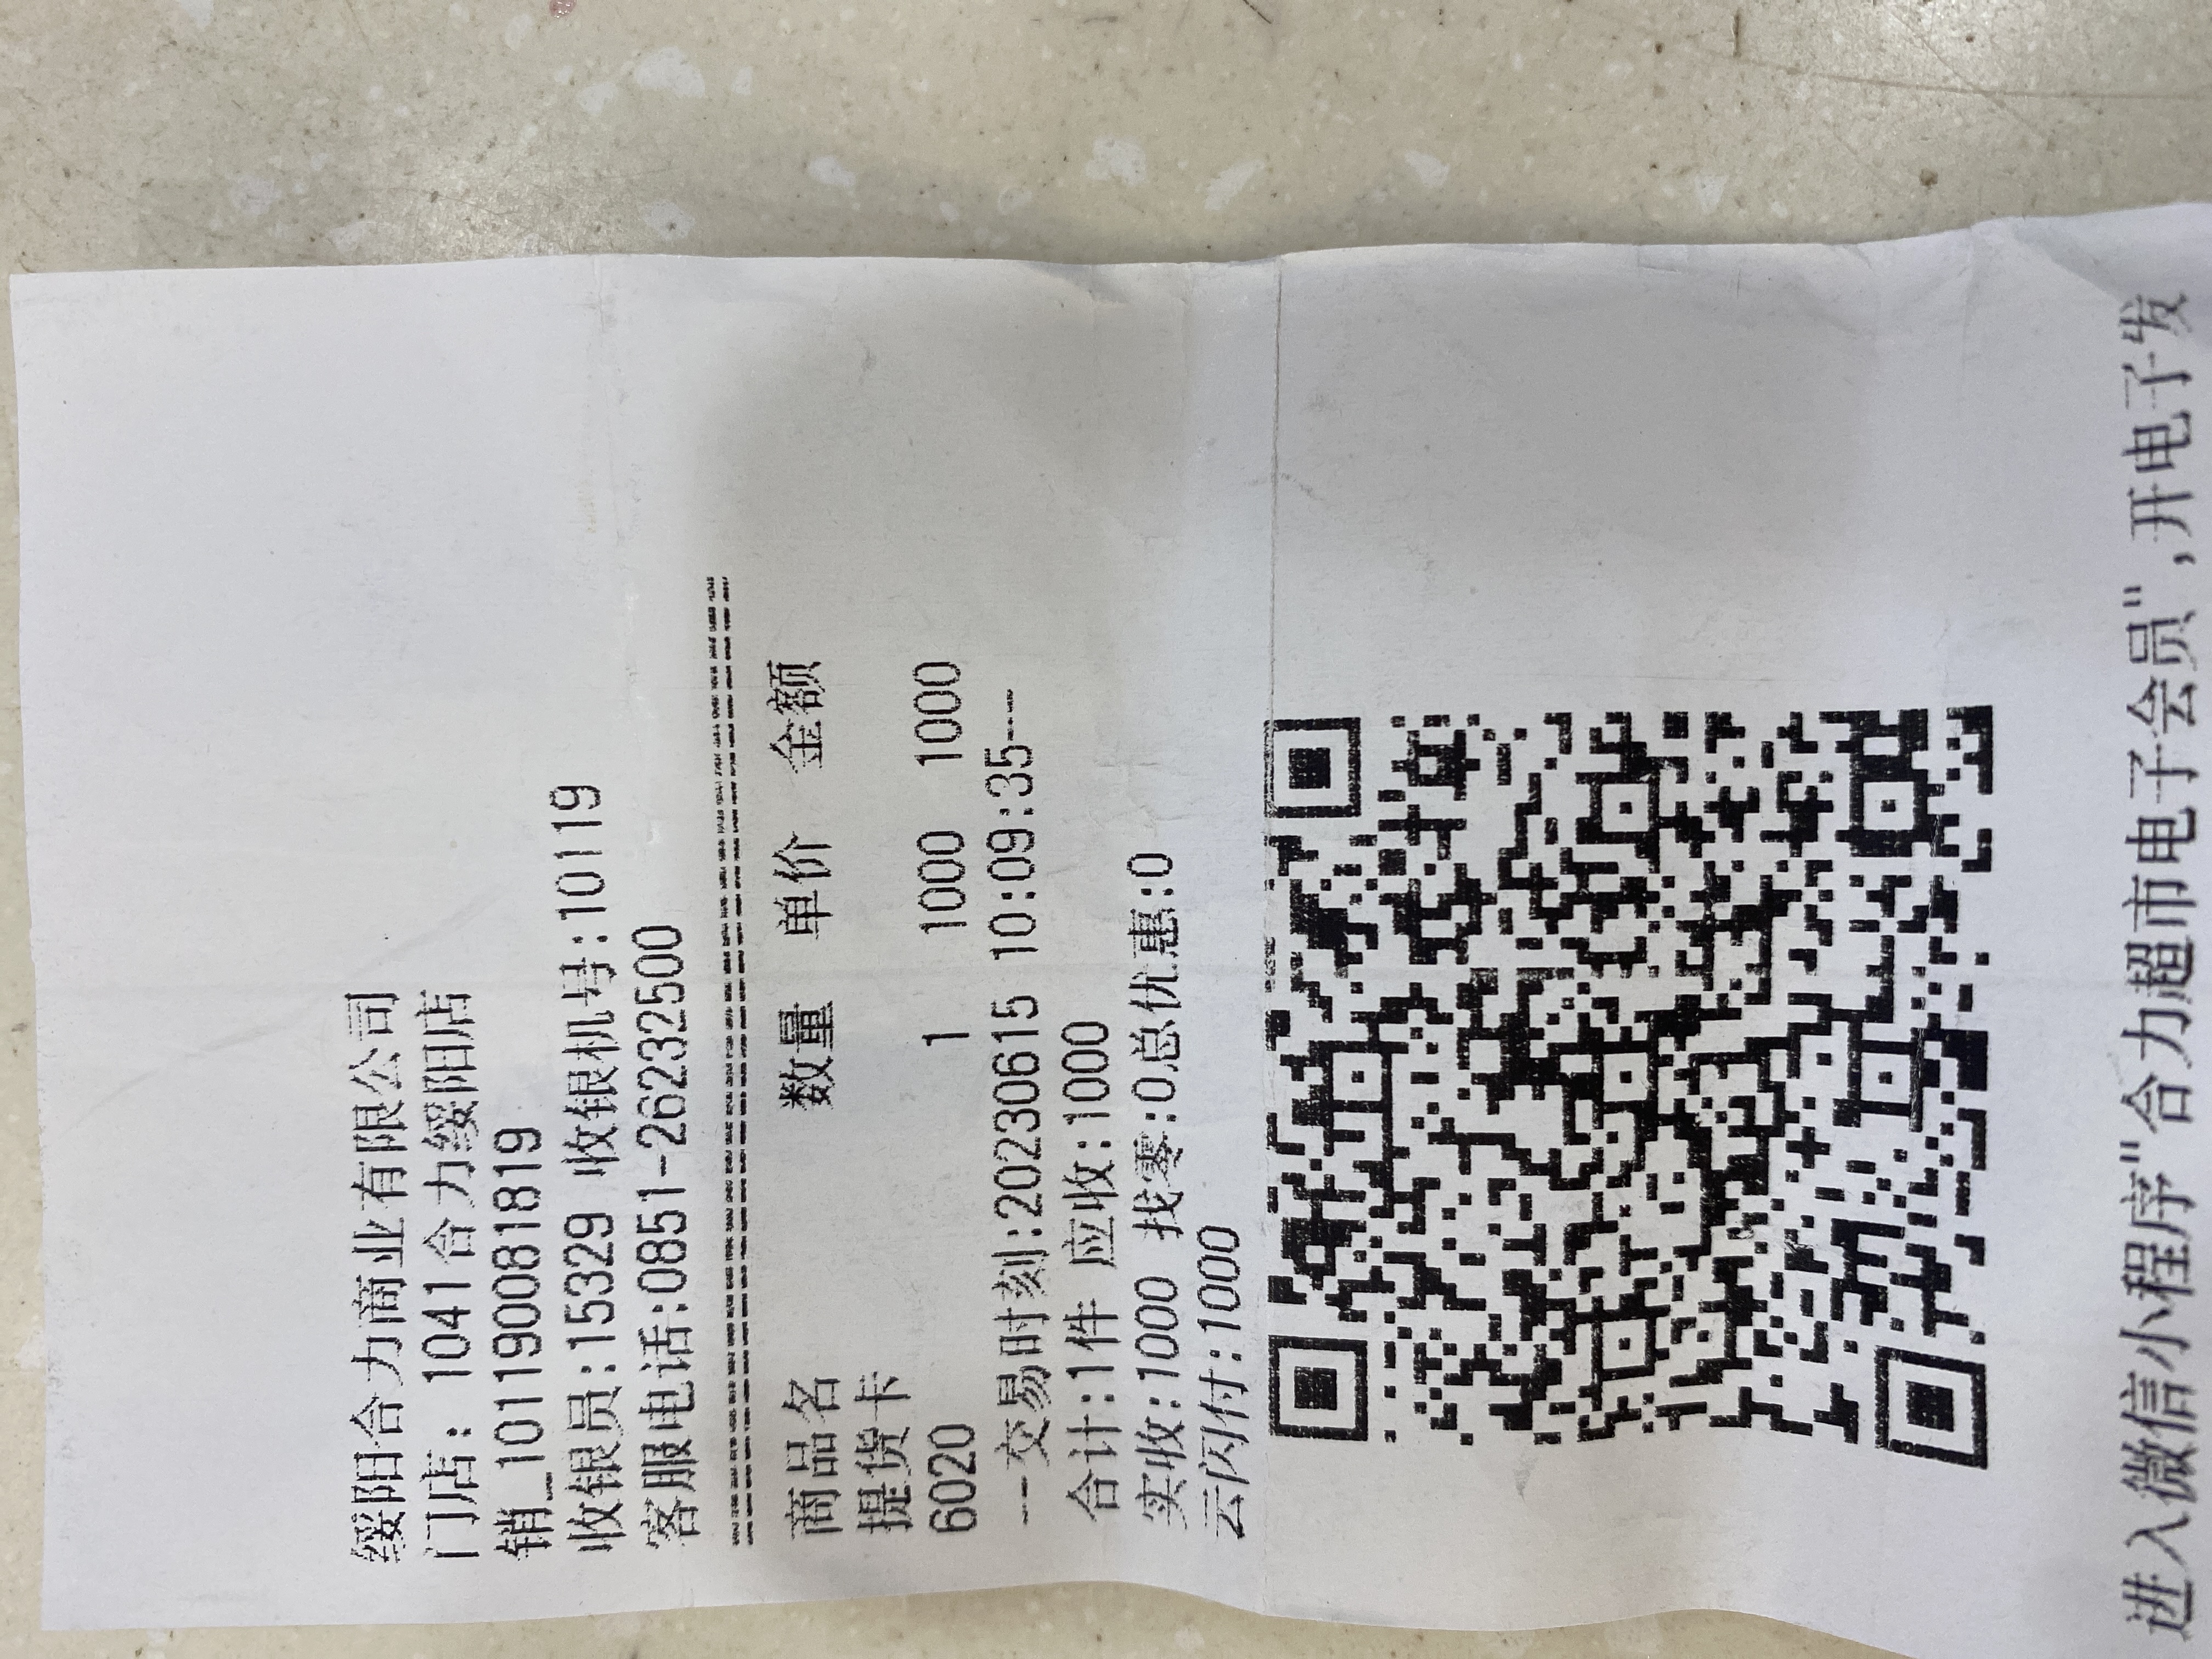 绥阳合力商业有限公司
门店: 1041合力绥阳店
销_1011190081819
收银员:15329 收银机号:10119
客服电话:0851-26232500
==================================
商品名 数量 单价 金额
提货卡
6020 1 1000 1000
--交易时刻:20230615 10:09:35---
合计:1件 应收:1000
实收:1000 找零:0总优惠:0
云闪付:1000
进入微信小程序"合力超市电子会员",开电子发